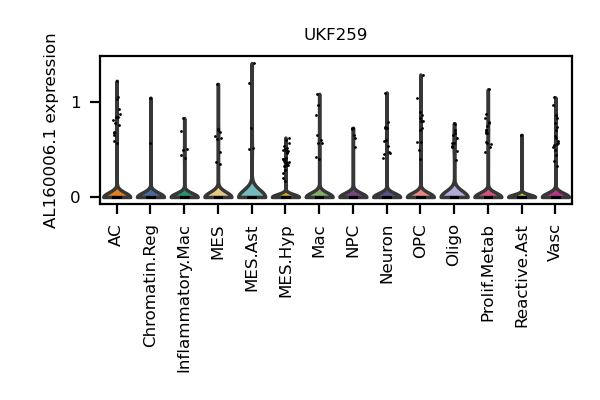 UKF259
AL160006.1 expression
1
0
AC
Chromatin.Reg
Inflammatory.Mac
MES
MES.Ast
MES.Hyp
Mac
NPC
Neuron
OPC
Oligo
Prolif.Metab
Reactive.Ast
Vasc